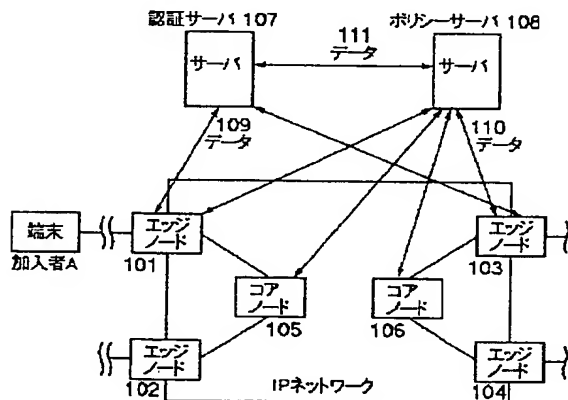 認証サーバ 107
ポリシーサーバ 108
サーバ
111
データ
サーバ
109
データ
110
データ
端末
加入者A
エッジ
ノード
101
エッジ
ノード
103
コア
ノード
105
コア
ノード
106
エッジ
ノード
102
IPネットワーク
エッジ
ノード
104